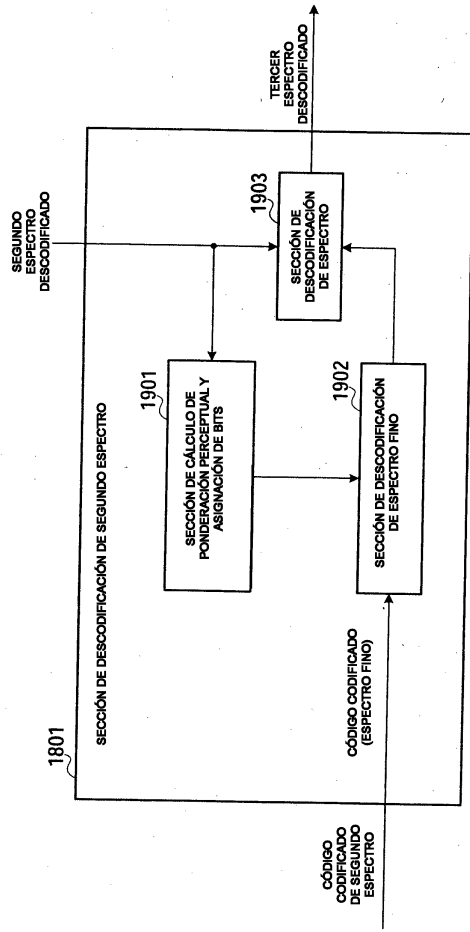 1801
SECCIÓN DE DESCODIFICACIÓN DE SEGUNDO ESPECTRO
SEGUNDO
ESPECTRO
DESCODIFICADO
1901
SECCIÓN DE CÁLCULO DE
PONDERACIÓN PERCEPTUAL Y
ASIGNACIÓN DE BITS
1903
SECCIÓN DE
DESCODIFICACIÓN
DE ESPECTRO
TERCER
ESPECTRO
DESCODIFICADO
CÓDIGO
CODIFICADO
DE SEGUNDO
ESPECTRO
CÓDIGO CODIFICADO
(ESPECTRO FINO)
1902
SECCIÓN DE DESCODIFICACIÓN
DE ESPECTRO FINO